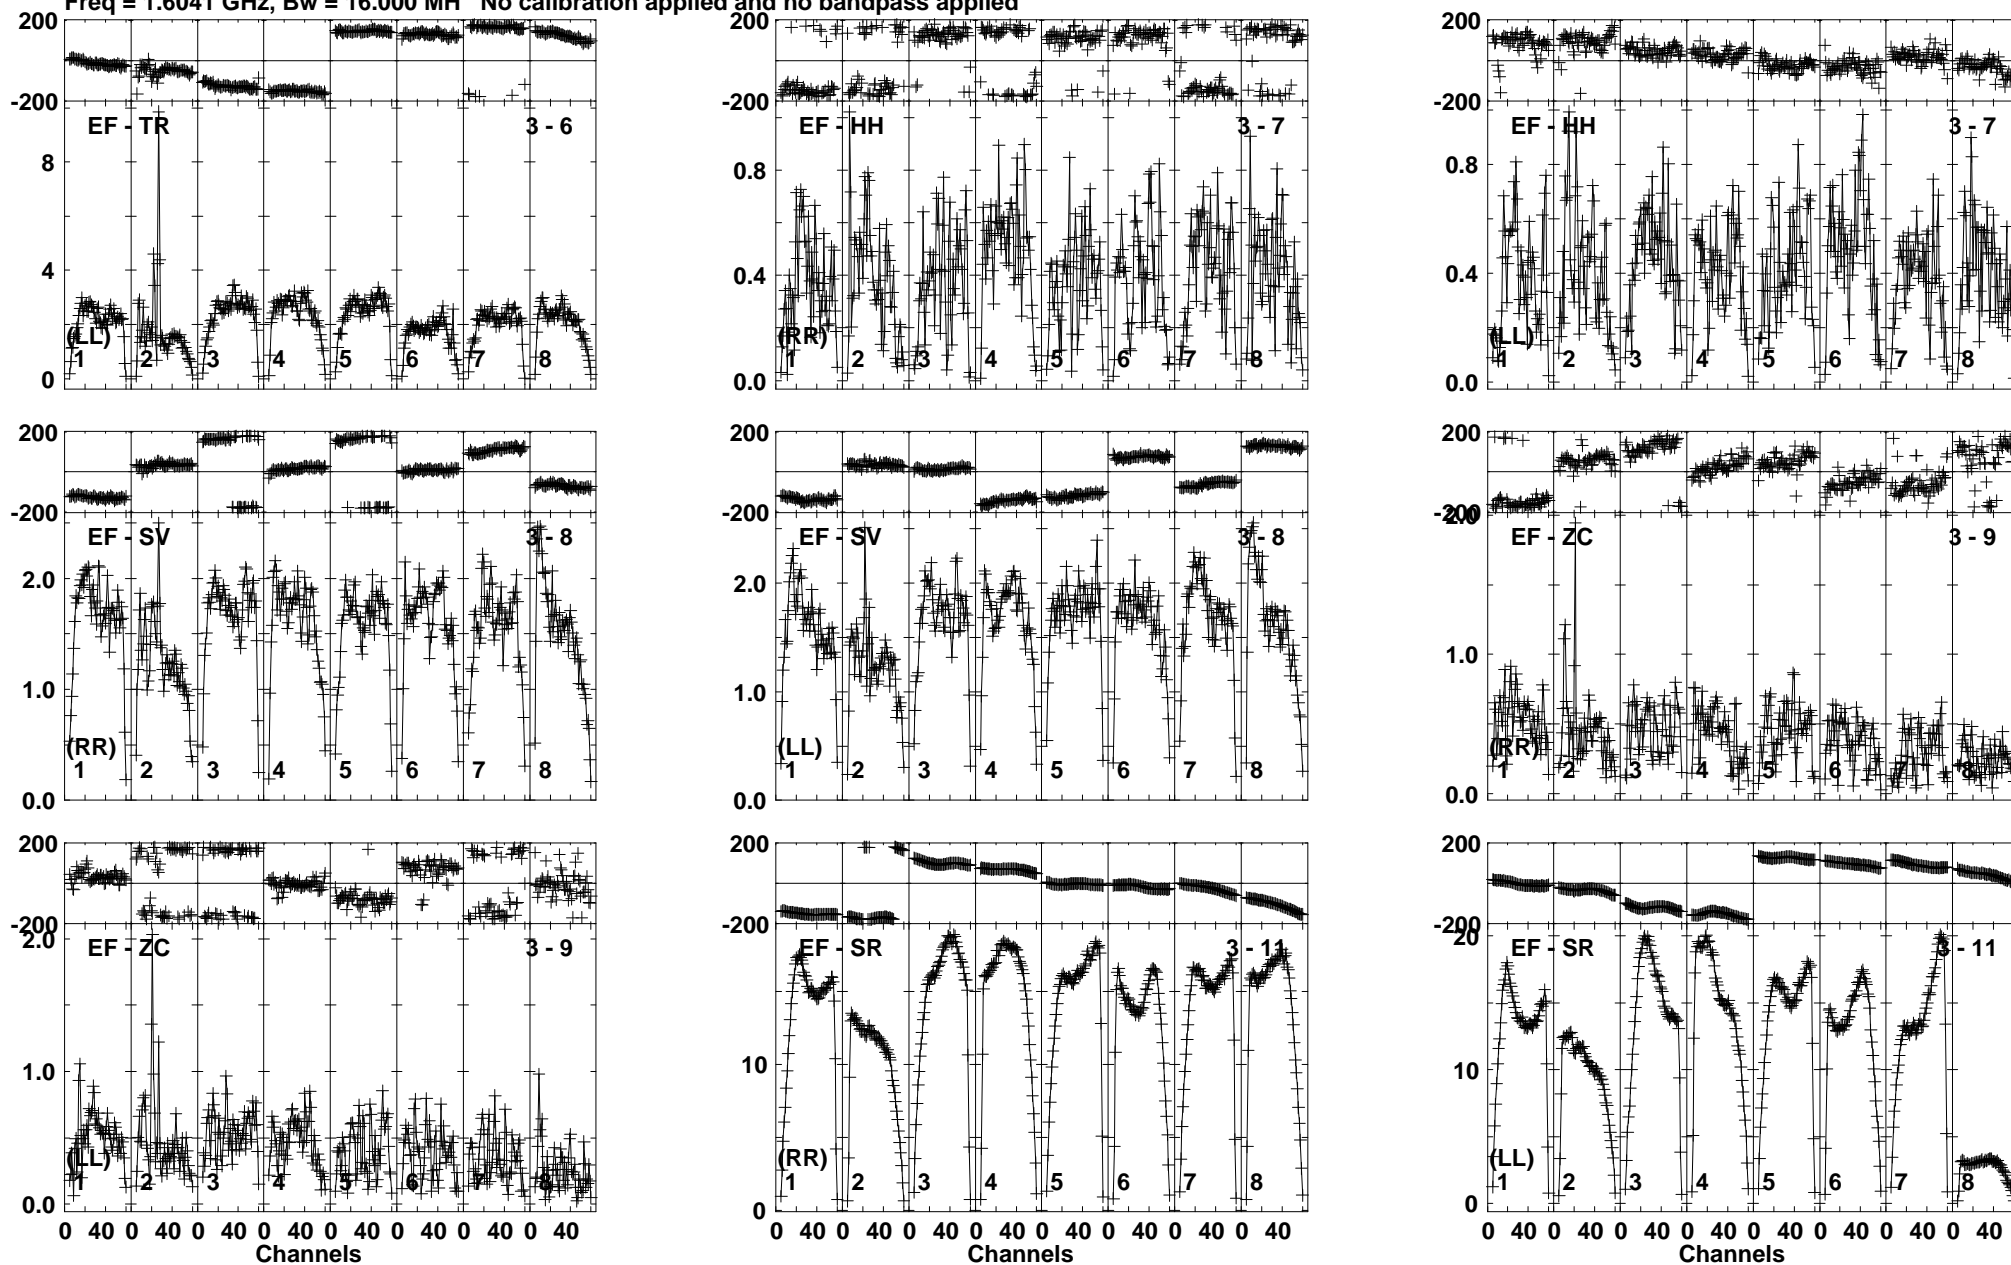 Freq = 1.6041 GHz, Bw = 16.000 MH No calibration applied and no bandpass applied
200
-200
EF - TR 3 - 6
8
4
0
(LL)
1 2 3 4 5 6 7 8
200
-200
EF - HH 3 - 7
0.8
0.4
0.0
(RR)
1 2 3 4 5 6 7 8
200
-200
EF - HH 3 - 7
0.8
0.4
0.0
(LL)
1 2 3 4 5 6 7 8
200
-200
EF - SV 3 - 8
2.0
1.0
0.0
(RR)
1 2 3 4 5 6 7 8
200
-200
EF - SV 3 - 8
2.0
1.0
0.0
(LL)
1 2 3 4 5 6 7 8
200
-200
2.0
EF - ZC 3 - 9
1.0
0.0
(RR)
1 2 3 4 5 6 7 8
200
-200
2.0
EF - ZC 3 - 9
1.0
0.0
(LL)
1 2 3 4 5 6 7 8
0 40 0 40 0 40 0 40 0 40 0 40 0 40 0 40
Channels
200
-200
EF - SR 3 - 11
10
0
(RR)
1 2 3 4 5 6 7 8
0 40 0 40 0 40 0 40 0 40 0 40 0 40 0 40
Channels
200
-200
20
EF - SR 3 - 11
10
0
(LL)
1 2 3 4 5 6 7 8
0 40 0 40 0 40 0 40 0 40 0 40 0 40 0 40
Channels